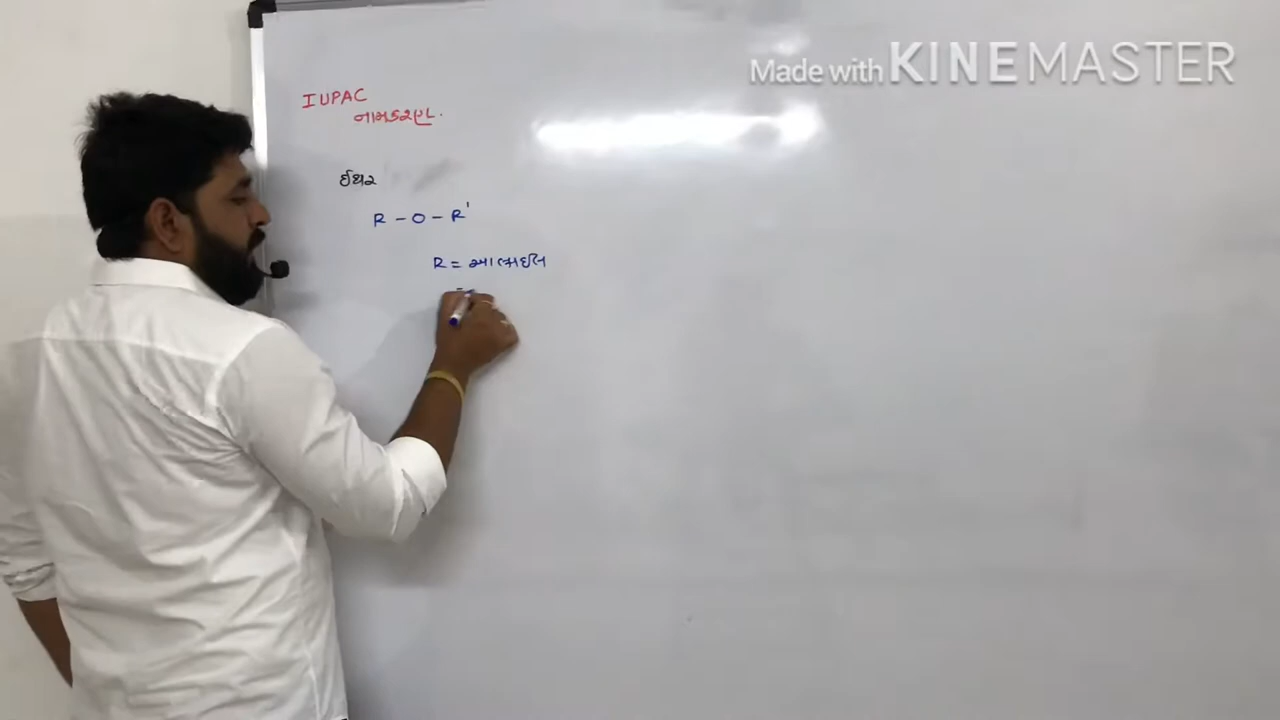 Made with KINEMASTER
IUPAC
નામકરણ.
ઈથર
R - O - R'
R = આલ્કાઈલ
=